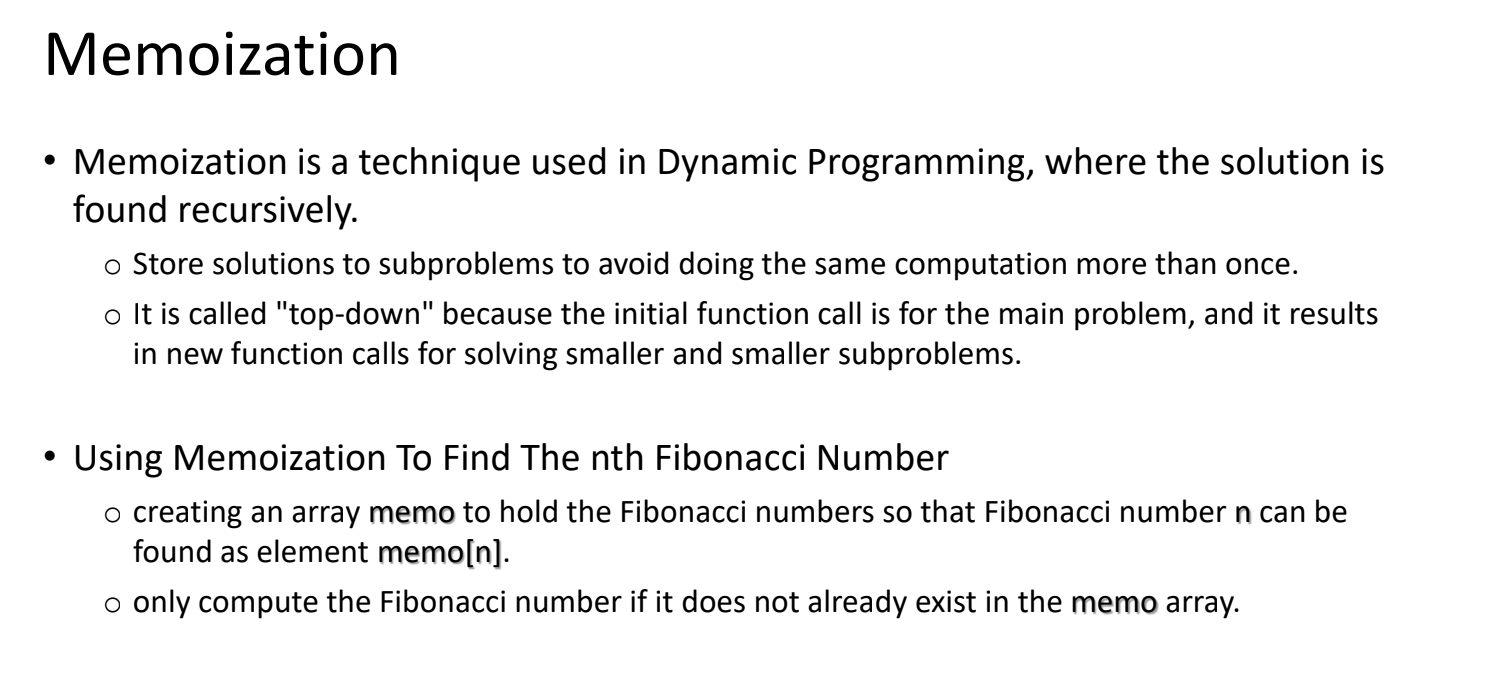 Memoization
• Memoization is a technique used in Dynamic Programming, where the solution is
found recursively.
○ Store solutions to subproblems to avoid doing the same computation more than once.
○ It is called "top-down" because the initial function call is for the main problem, and it results
in new function calls for solving smaller and smaller subproblems.
• Using Memoization To Find The nth Fibonacci Number
○ creating an array memo to hold the Fibonacci numbers so that Fibonacci number n can be
found as element memo[n].
○ only compute the Fibonacci number if it does not already exist in the memo array.